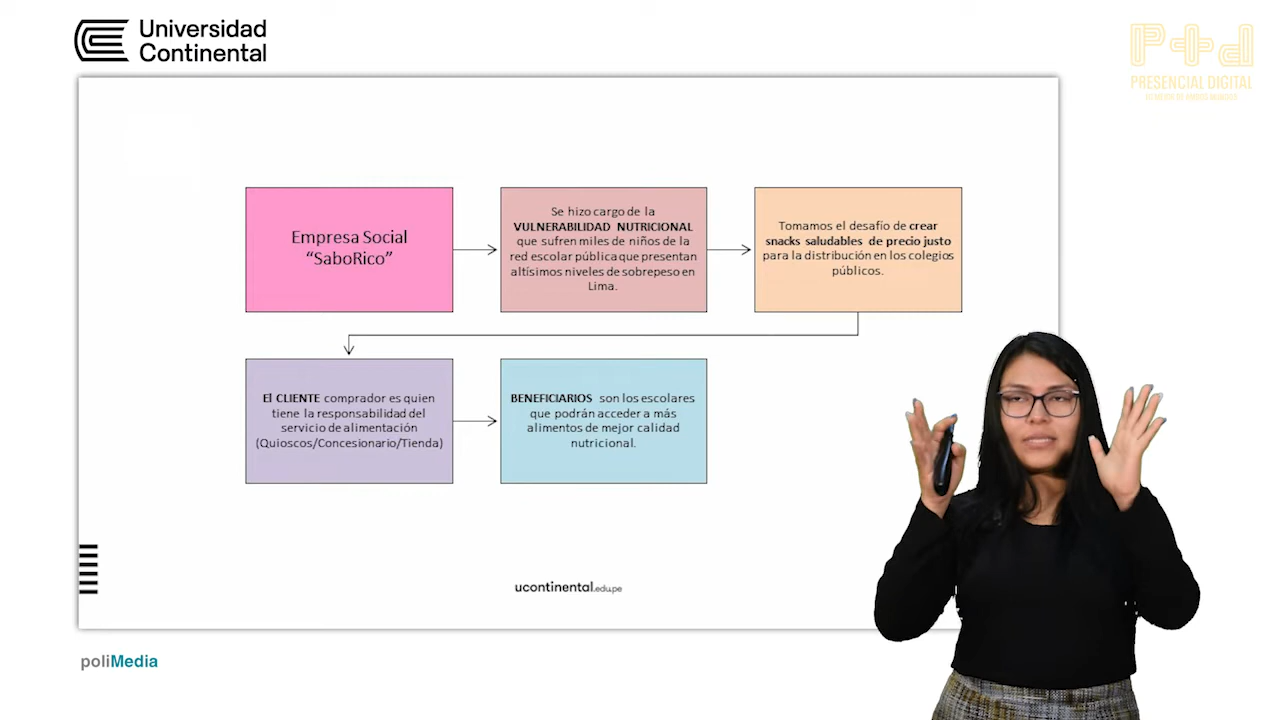 Universidad
Continental
P+d
PRESENCIAL DIGITAL
Empresa Social
“SaboRico”
Se hizo cargo de la
VULNERABILIDAD NUTRICIONAL
que sufren miles de niños de la
red escolar pública que presentan
altísimos niveles de sobrepeso en
Lima.
Tomamos el desafío de crear
snacks saludables de precio justo
para la distribución en los colegios
públicos.
El CLIENTE comprador es quien
tiene la responsabilidad del
servicio de alimentación
(Quioscos/Concesionario/Tienda)
BENEFICIARIOS son los escolares
que podrán acceder a más
alimentos de mejor calidad
nutricional.
ucontinental.edu.pe
poliMedia